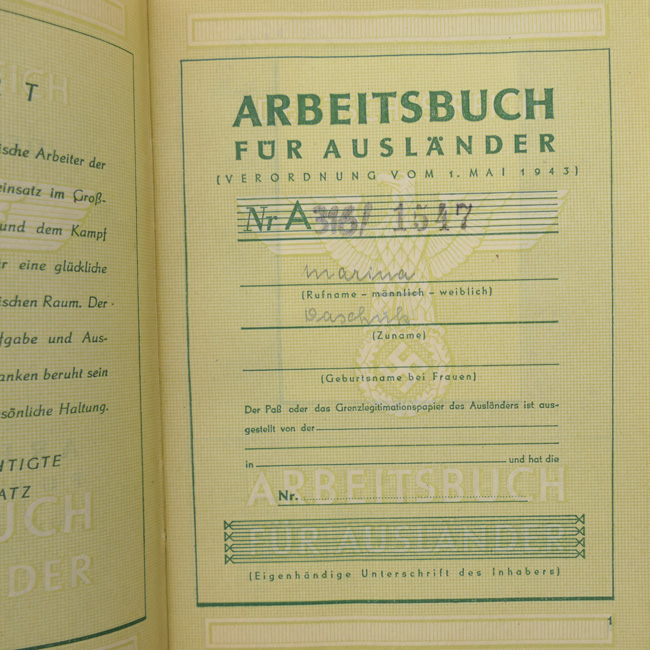 R T
ische Arbeiter der
einsatz im Groß-
und dem Kampf
r eine glückliche
ischen Raum. Der
fgabe und Aus-
anken beruht sein
sönliche Haltung.
HTIGTE
ATZ
ARBEITSBUCH
FÜR AUSLÄNDER
(VERORDNUNG VOM 1. MAI 1943)
Nr A 316/ 1547
Marina
(Rufname – männlich – weiblich)
(Zuname)
(Geburtsname bei Frauen)
Der Paß oder das Grenzlegitimationspapier des Ausländers ist aus-
gestellt von der
in und hat die
ARBEITSBUCH
Nr.
FÜR AUSLÄNDER
(Eigenhändige Unterschrift des Inhabers)
1